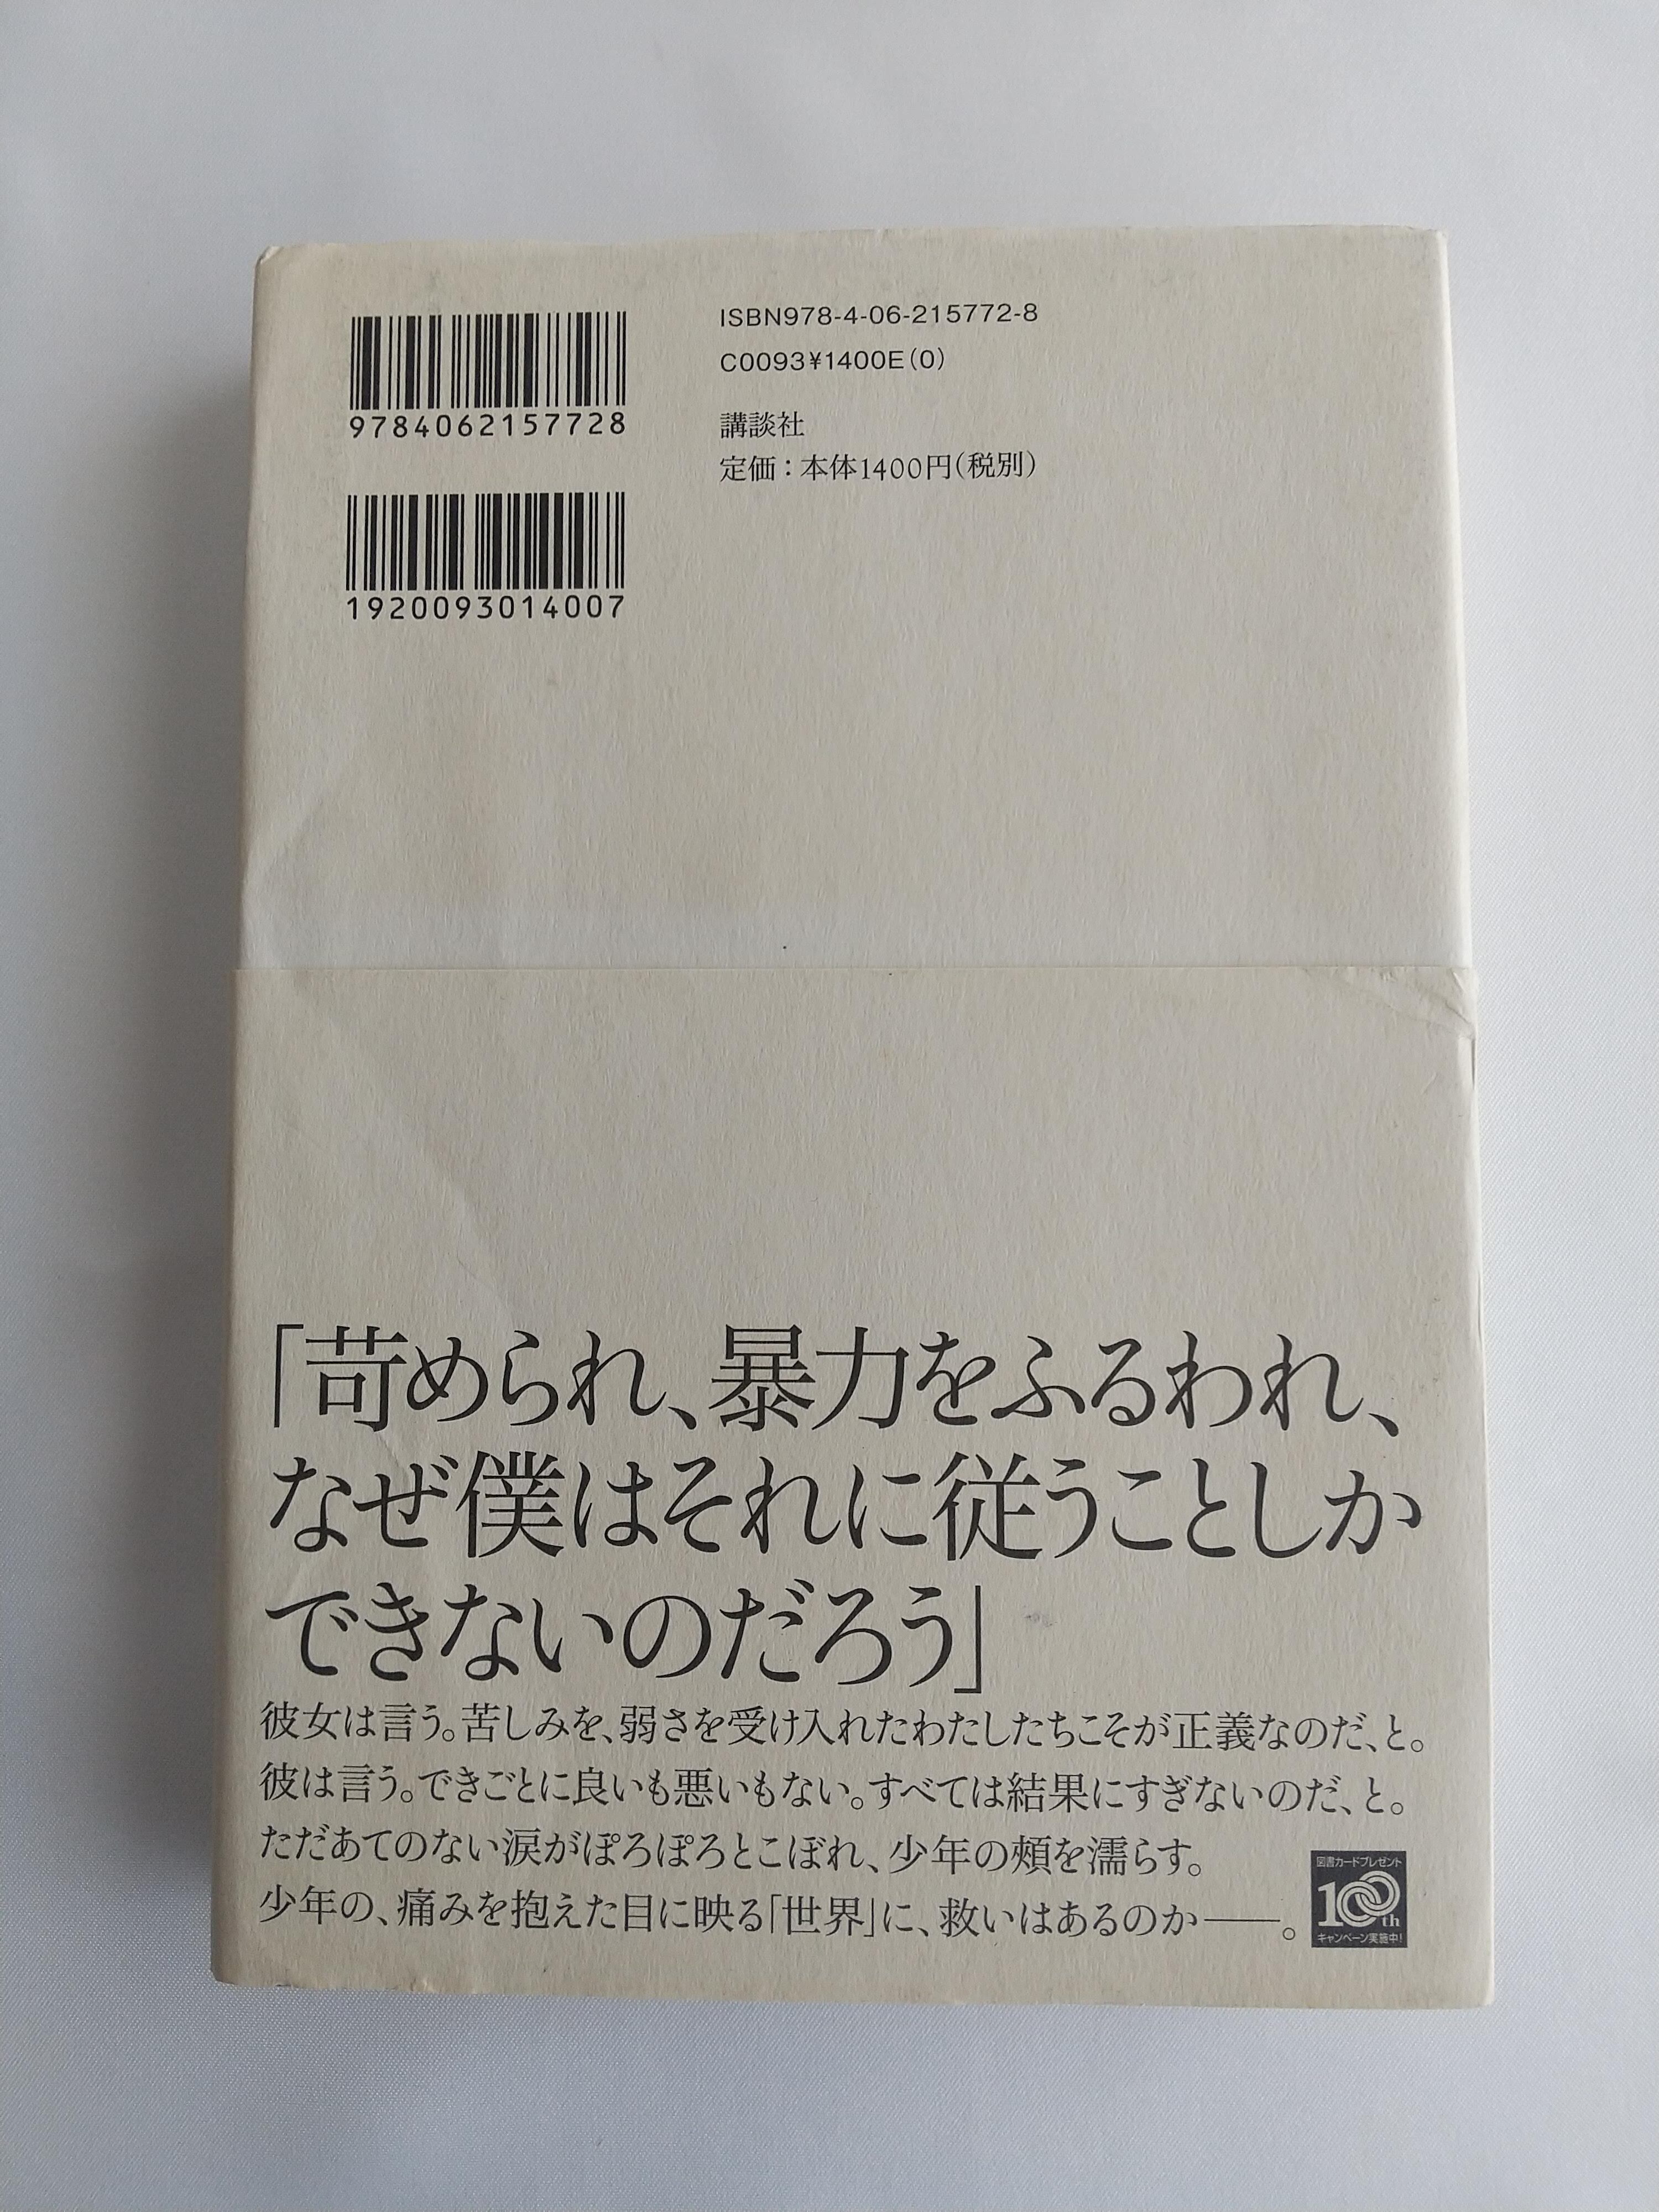 9784062157728
1920093014007
ISBN978-4-06-215772-8
C0093¥1400E(0)
講談社
定価：本体1400円(税別)
「苛められ、暴力をふるわれ、
なぜ僕はそれに従うことしか
できないのだろう」
彼女は言う。苦しみを、弱さを受け入れたわたしたちこそが正義なのだ、と。
彼は言う。できごとに良いも悪いもない。すべては結果にすぎないのだ、と。
ただあてのない涙がぽろぽろとこぼれ、少年の頰を濡らす。
少年の、痛みを抱えた目に映る「世界」に、救いはあるのか――。
図書カードプレゼント
100th
キャンペーン実施中!